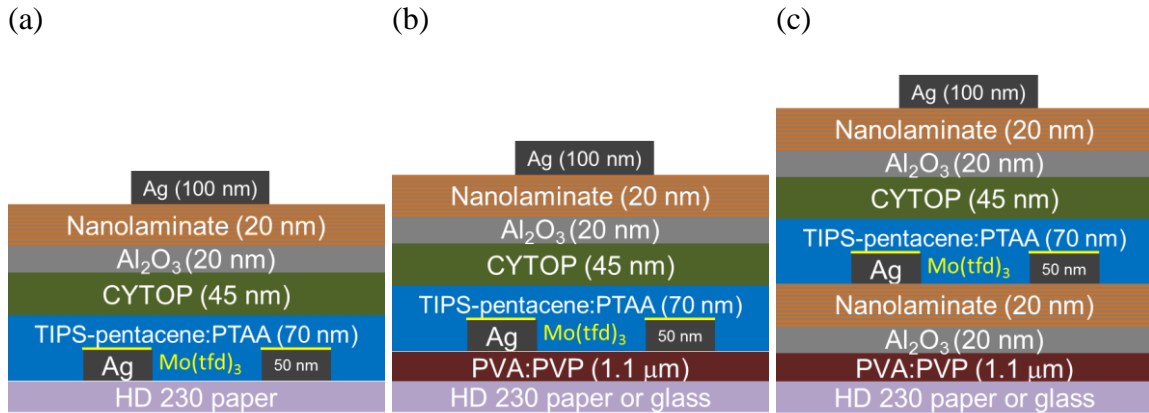 (a)
(b)
(c)
Ag (100 nm)
Nanolaminate (20 nm)
Al₂O₃ (20 nm)
CYTOP (45 nm)
TIPS-pentacene:PTAA (70 nm)
Ag Mo(tfd)₃ 50 nm
HD 230 paper
Ag (100 nm)
Nanolaminate (20 nm)
Al₂O₃ (20 nm)
CYTOP (45 nm)
TIPS-pentacene:PTAA (70 nm)
Ag Mo(tfd)₃ 50 nm
PVA:PVP (1.1 μm)
HD 230 paper or glass
Ag (100 nm)
Nanolaminate (20 nm)
Al₂O₃ (20 nm)
CYTOP (45 nm)
TIPS-pentacene:PTAA (70 nm)
Ag Mo(tfd)₃ 50 nm
Nanolaminate (20 nm)
Al₂O₃ (20 nm)
PVA:PVP (1.1 μm)
HD 230 paper or glass